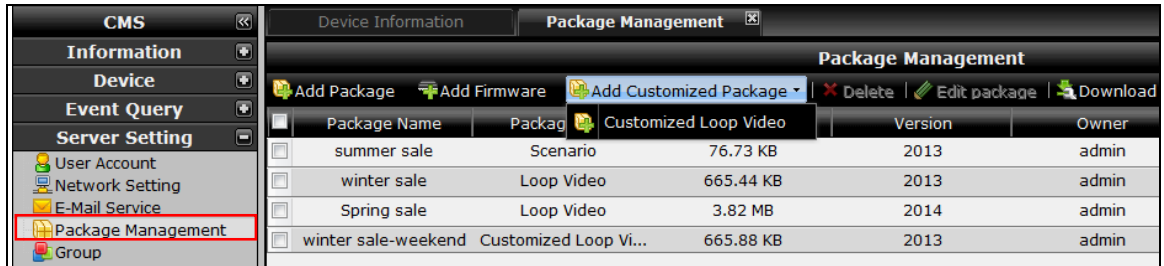 CMS
Device Information Package Management
Information
Package Management
Device
Add Package Add Firmware Add Customized Package Delete Edit package Download
Event Query
Customized Loop Video
Package Name Packag Version Owner
Server Setting
User Account
Network Setting
E-Mail Service
Package Management
Group
summer sale Scenario 76.73 KB 2013 admin
winter sale Loop Video 665.44 KB 2013 admin
Spring sale Loop Video 3.82 MB 2014 admin
winter sale-weekend Customized Loop Vi... 665.88 KB 2013 admin